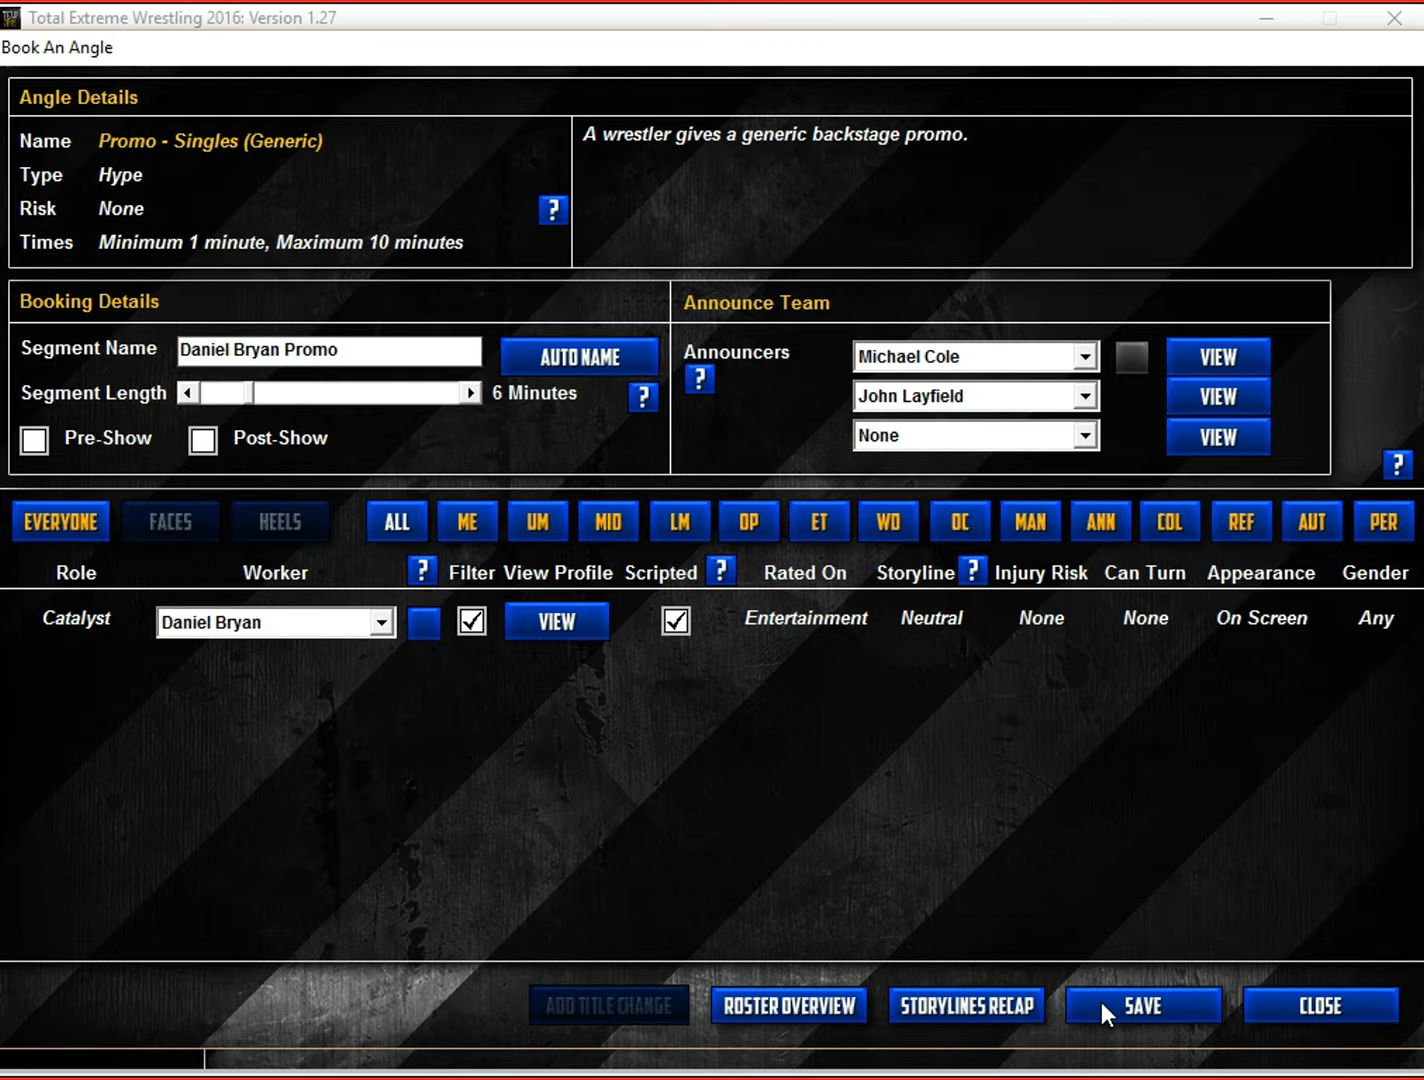 Total Extreme Wrestling 2016: Version 1.27
Book An Angle
Angle Details
Name Promo - Singles (Generic)
A wrestler gives a generic backstage promo.
Type Hype
Risk None
?
Times Minimum 1 minute, Maximum 10 minutes
Booking Details
Segment Name Daniel Bryan Promo AUTO NAME
Segment Length 6 Minutes ?
Pre-Show Post-Show
Announce Team
Announcers Michael Cole VIEW
? John Layfield VIEW
None VIEW
?
EVERYONE FACES HEELS ALL ME UM MID LM OP ET WO OC MAN ANN COL REF AUT PER
Role Worker ? Filter View Profile Scripted ? Rated On Storyline ? Injury Risk Can Turn Appearance Gender
Catalyst Daniel Bryan VIEW Entertainment Neutral None None On Screen Any
ADD TITLE CHANGE ROSTER OVERVIEW STORYLINES RECAP SAVE CLOSE